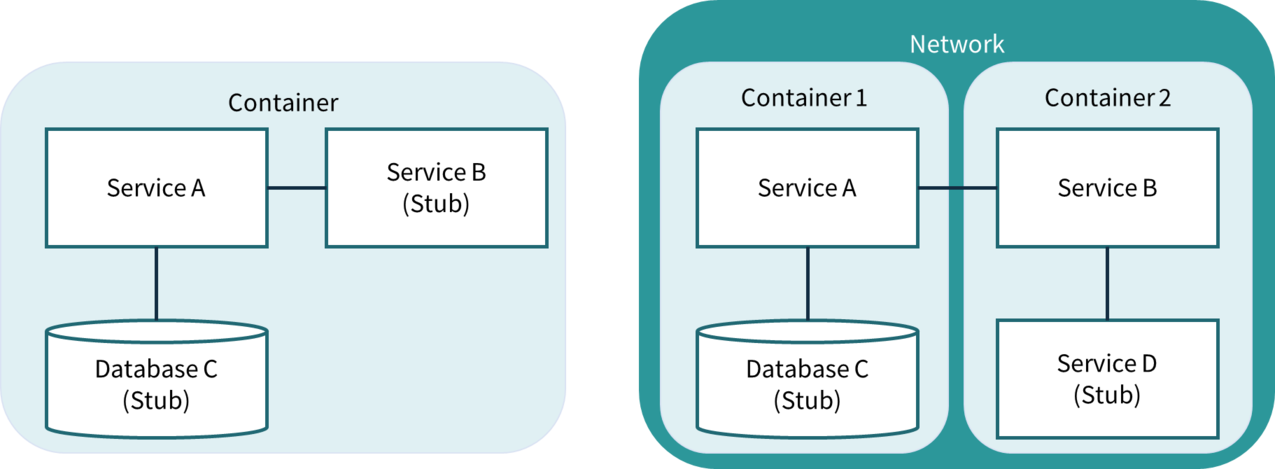 Container
Service A
Service B
(Stub)
Database C
(Stub)
Network
Container 1
Service A
Database C
(Stub)
Container 2
Service B
Service D
(Stub)